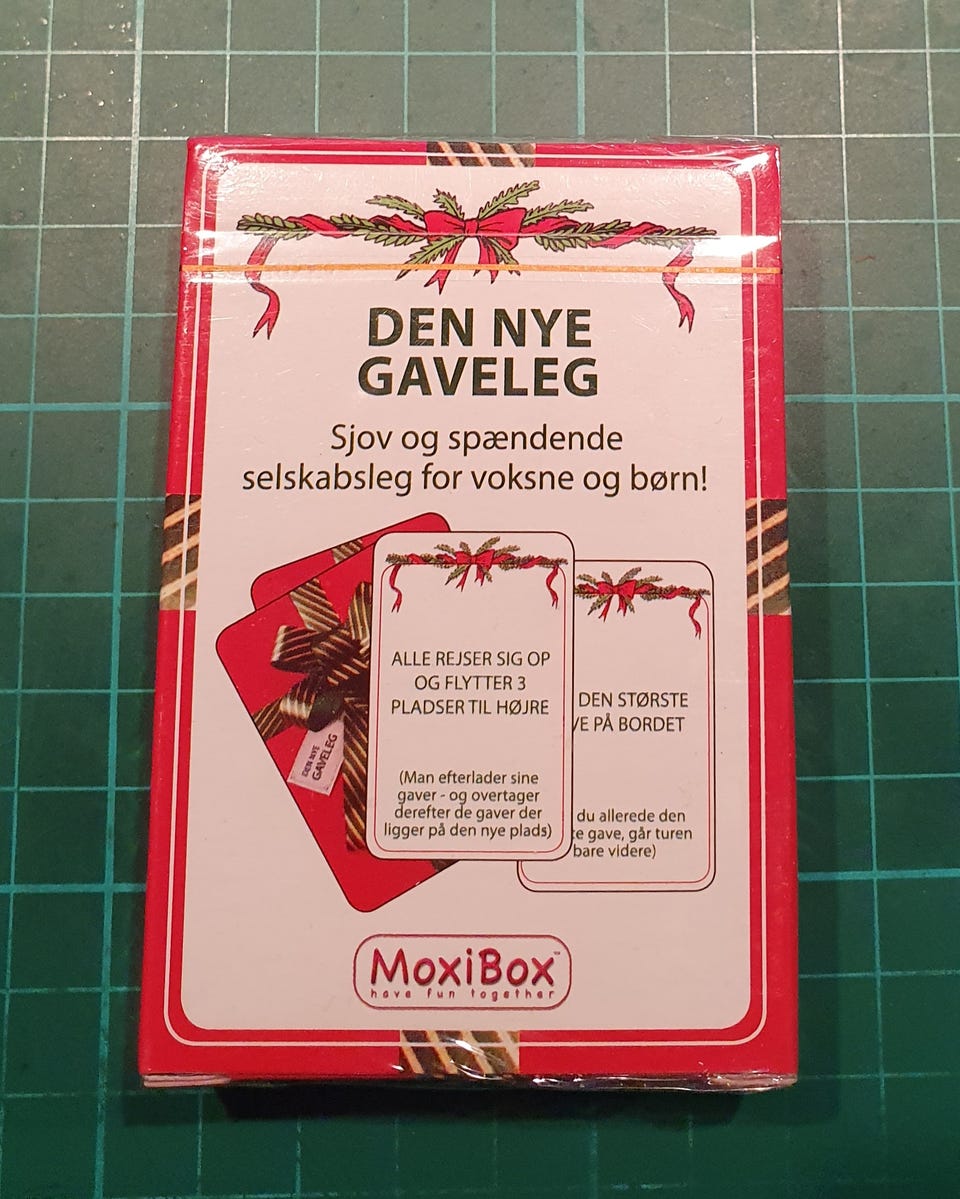 DEN NYE
GAVELEG
Sjov og spændende
selskabsleg for voksne og børn!
ALLE REJSER SIG OP
OG FLYTTER 3
PLADSER TIL HØJRE
(Man efterlader sine
gaver - og overtager
derefter de gaver der
ligger på den nye plads)
DEN STØRSTE
PÅ BORDET
du allerede den
gave, går turen
bare videre)
DEN NYE
GAVELEG
MoxiBox™
have fun together